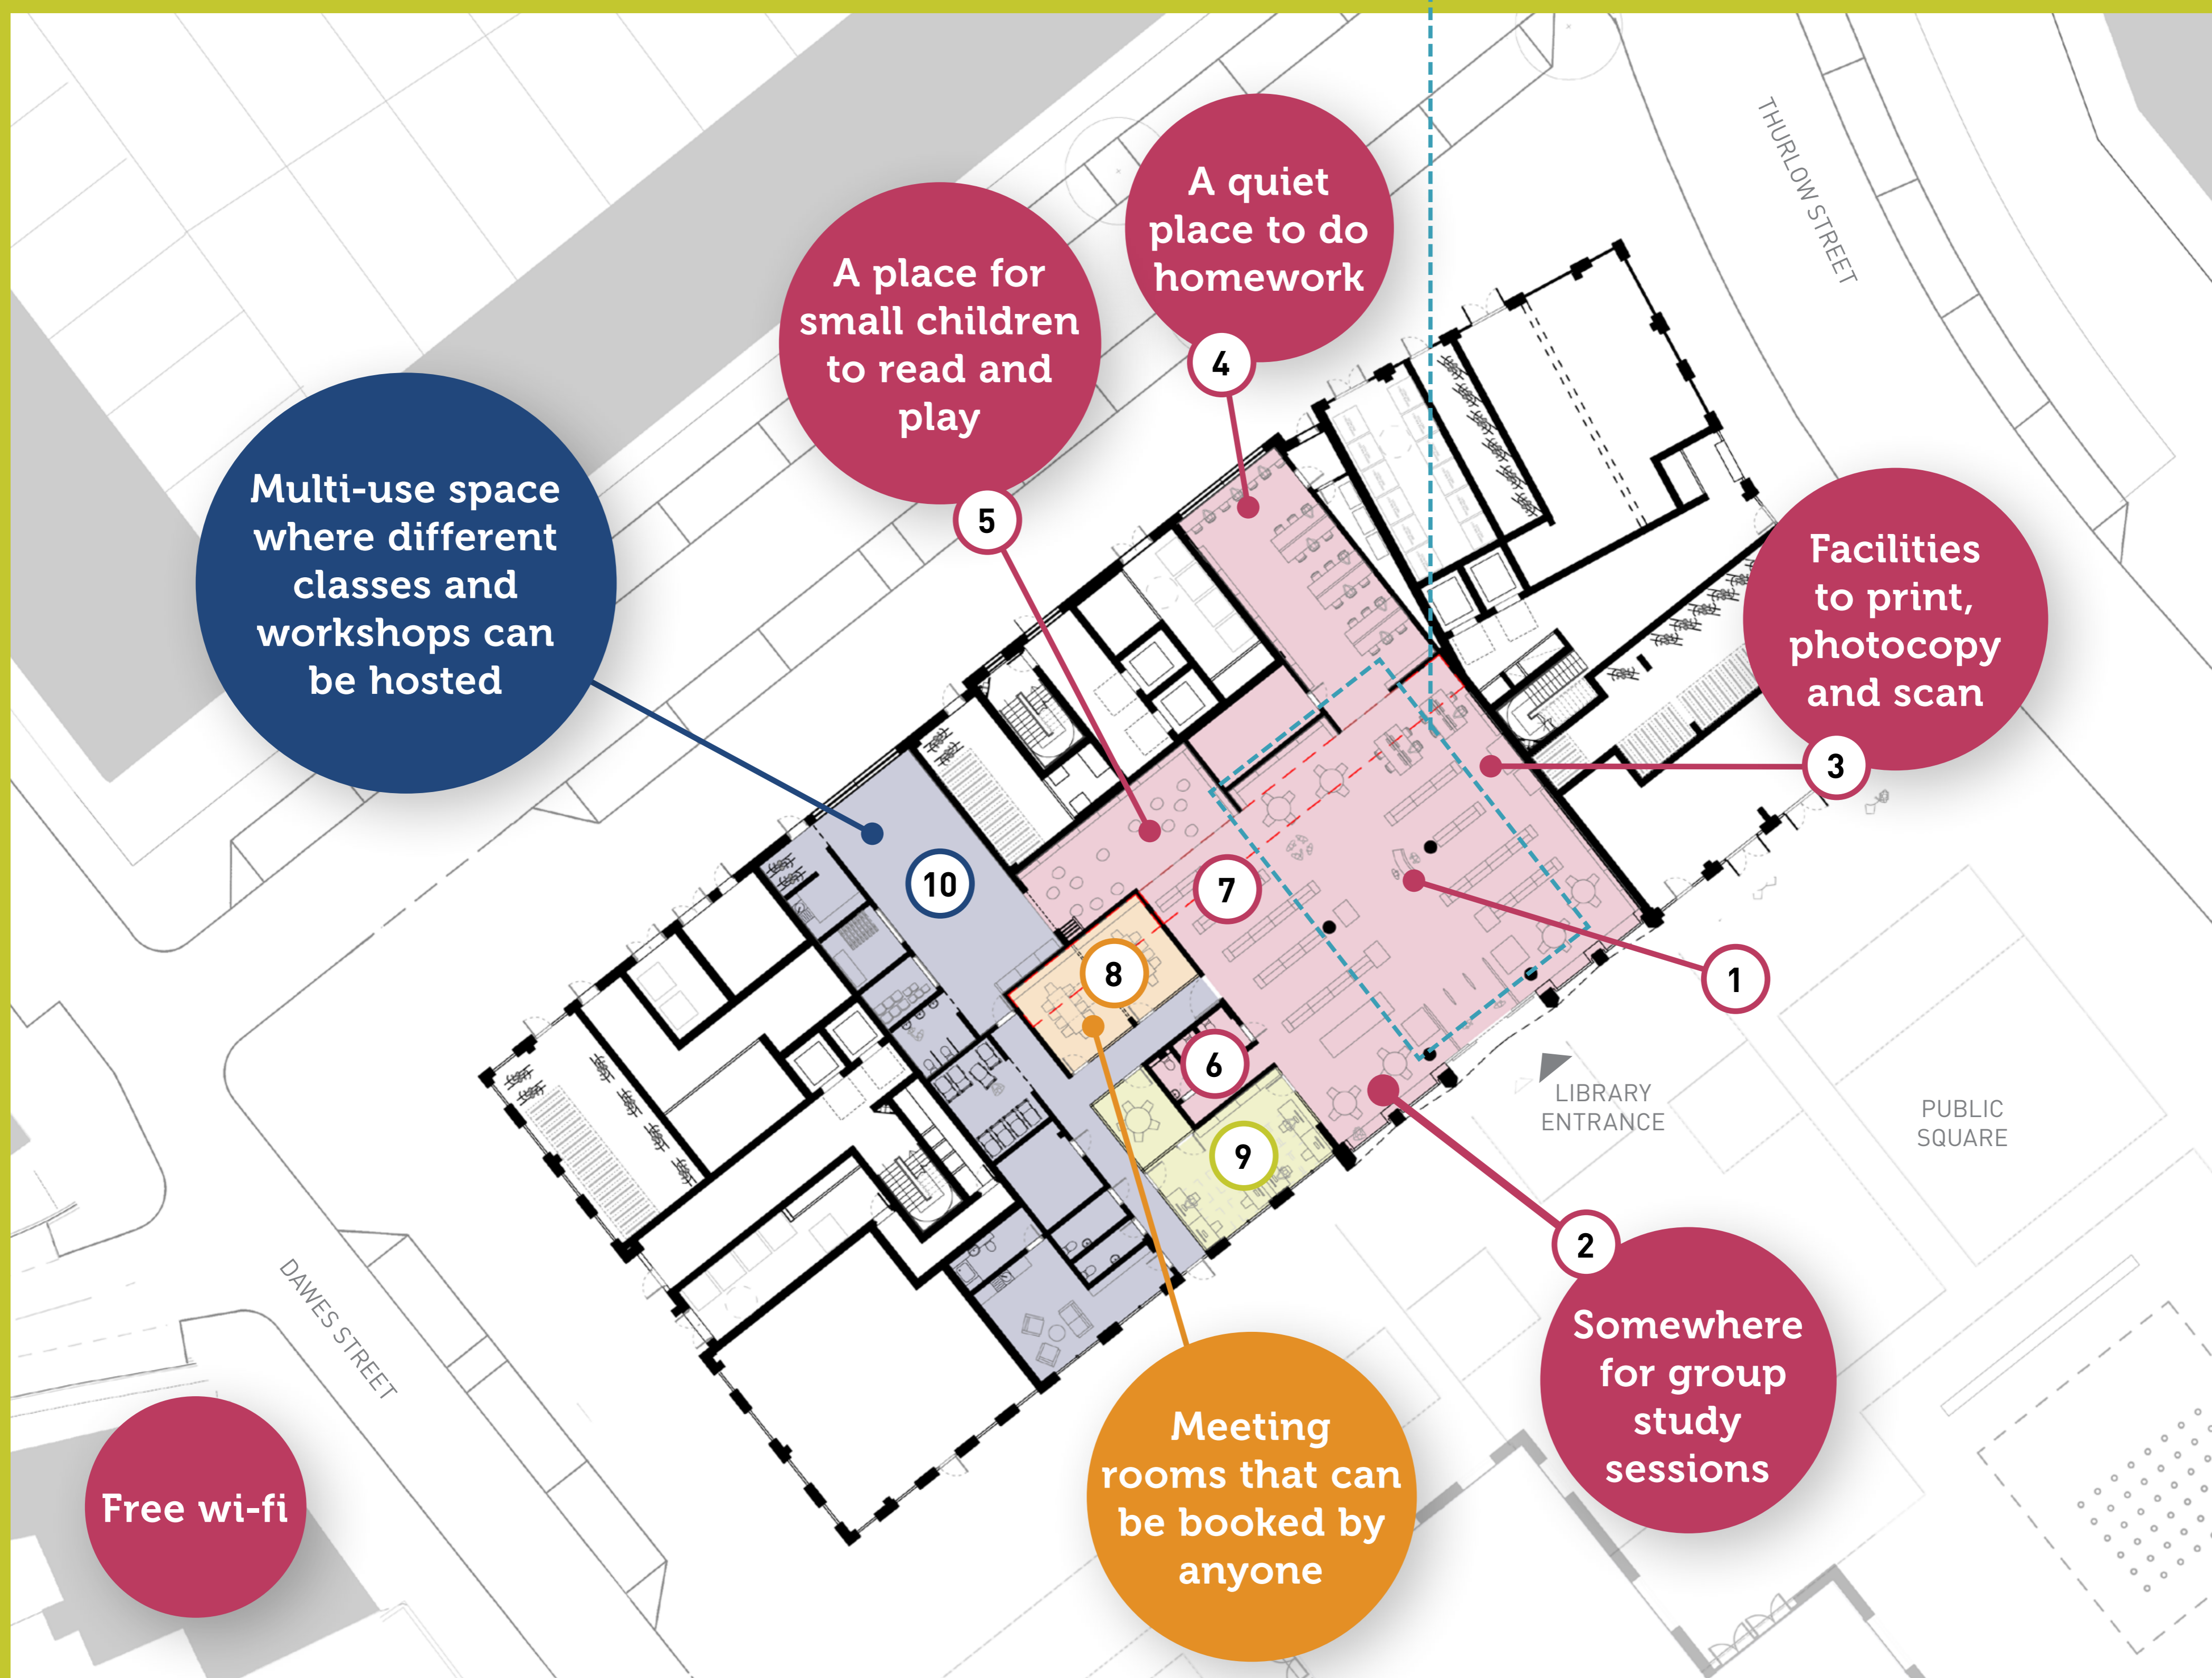 THURLOW STREET
A quiet
place to do
homework
4
A place for
small children
to read and
play
5
Multi-use space
where different
classes and
workshops can
be hosted
Facilities
to print,
photocopy
and scan
3
10
7
8
1
6
9
LIBRARY
ENTRANCE
PUBLIC
SQUARE
2
Somewhere
for group
study
sessions
DAWES STREET
Meeting
rooms that can
be booked by
anyone
Free wi-fi